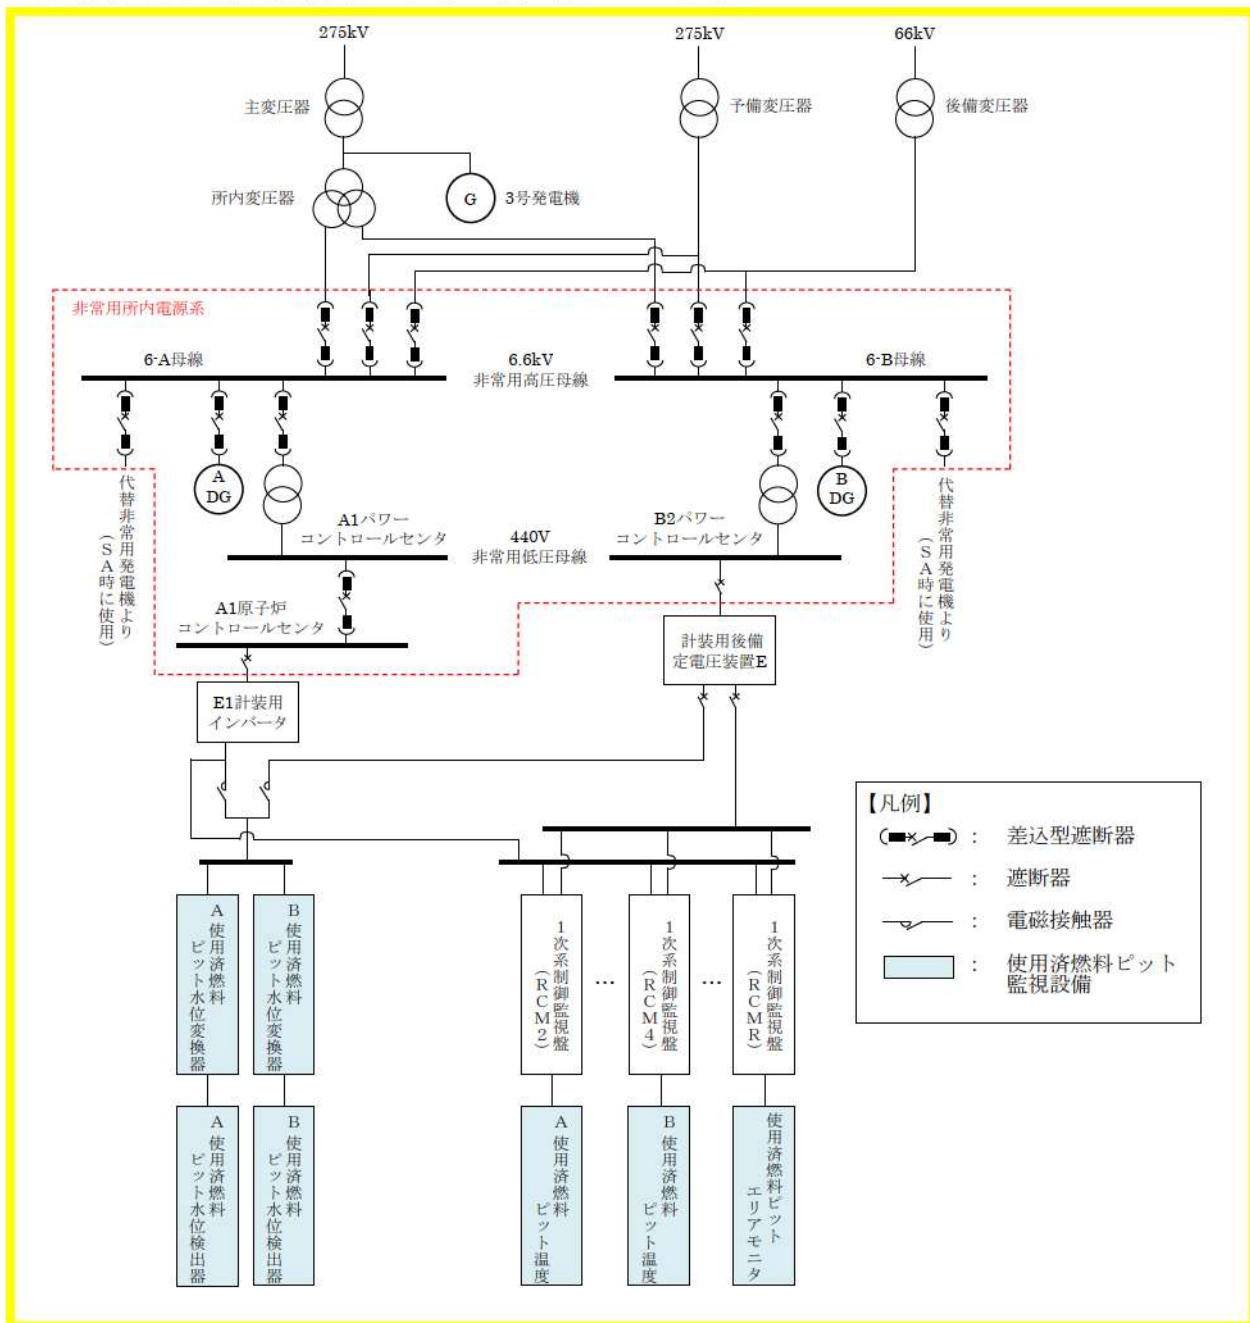 275kV
275kV
66kV
主変圧器
予備変圧器
後備変圧器
所内変圧器
G
3号発電機
非常用所内電源系
6-A母線
6.6kV
非常用高圧母線
6-B母線
A
DG
B
DG
代替非常用発電機より
(SA時に使用)
A1パワー
コントロールセンタ
440V
非常用低圧母線
B2パワー
コントロールセンタ
代替非常用発電機より
(SA時に使用)
A1原子炉
コントロールセンタ
計装用後備
定電圧装置E
E1計装用
インバータ
【凡例】
: 差込型遮断器
: 遮断器
: 電磁接触器
: 使用済燃料ピット
監視設備
A使用済燃料
ピット水位変換器
B使用済燃料
ピット水位変換器
1次系制御監視盤
(RCM2)
…
1次系制御監視盤
(RCM4)
…
1次系制御監視盤
(RCMR)
A使用済燃料
ピット水位検出器
B使用済燃料
ピット水位検出器
A使用済燃料
ピット温度
B使用済燃料
ピット温度
使用済燃料ピット
エリアモニタ